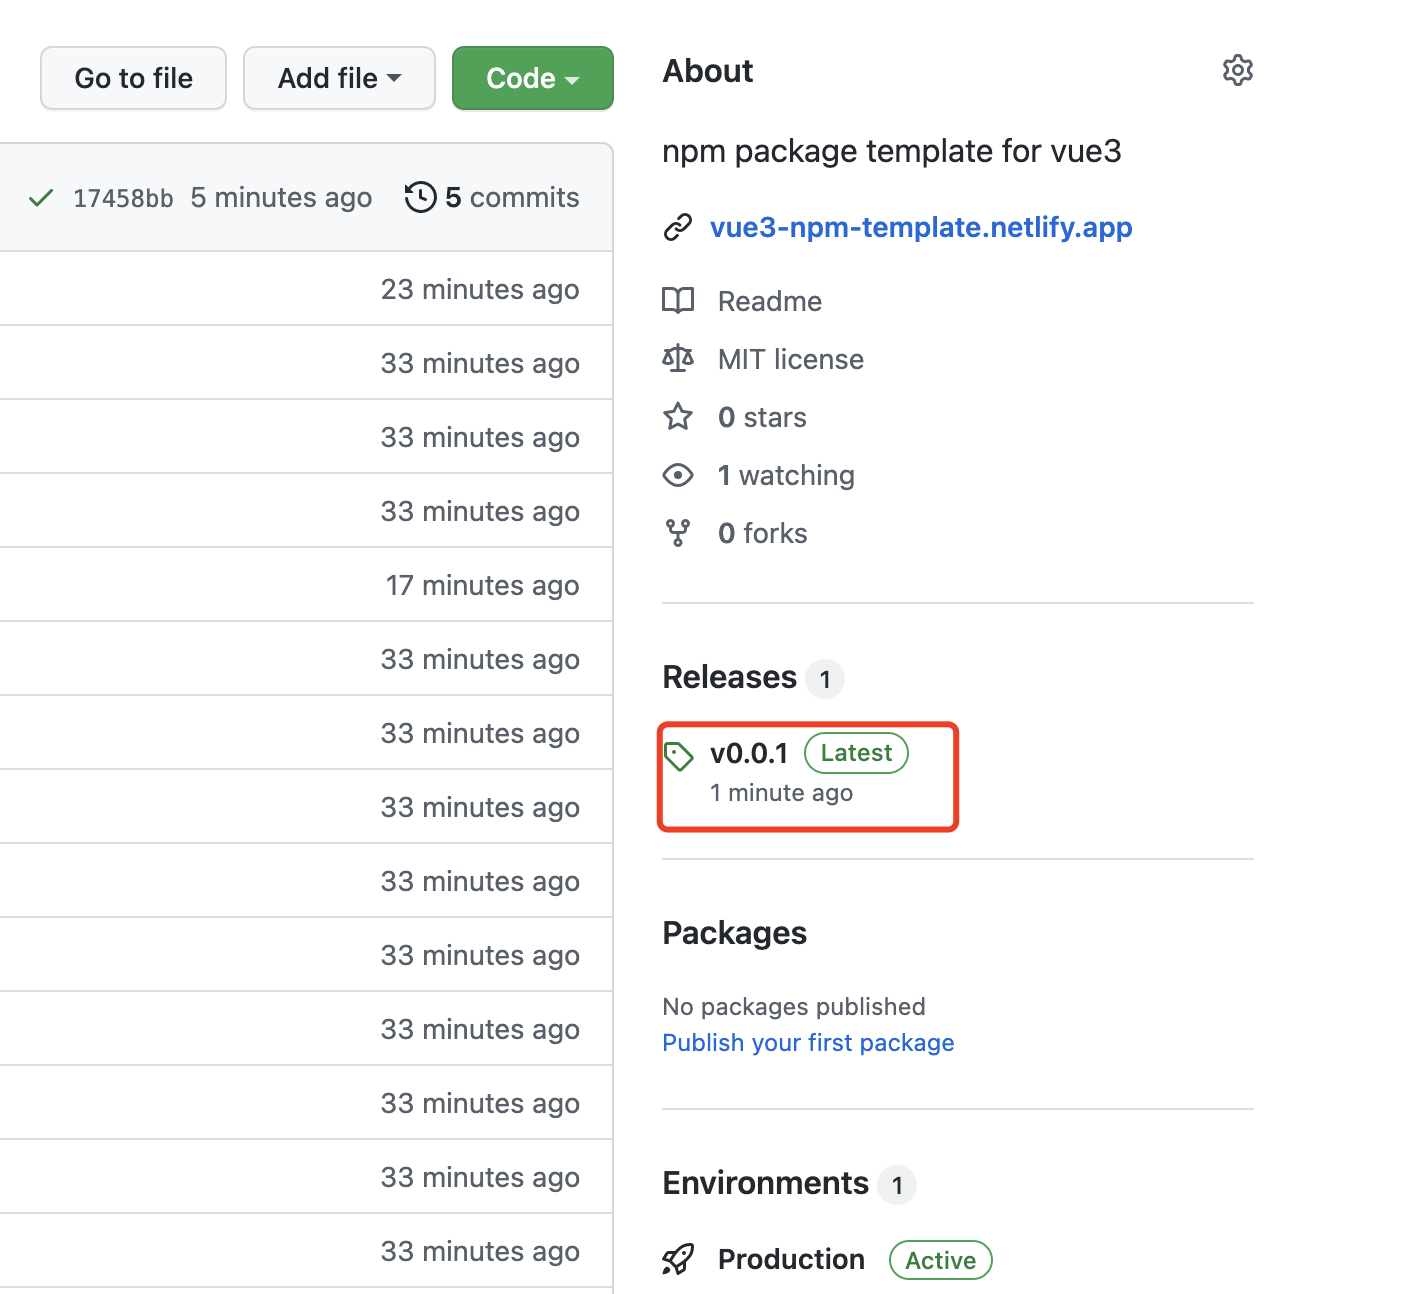 Go to file
Add file
Code
17458bb 5 minutes ago 5 commits
23 minutes ago
33 minutes ago
33 minutes ago
33 minutes ago
17 minutes ago
33 minutes ago
33 minutes ago
33 minutes ago
33 minutes ago
33 minutes ago
33 minutes ago
33 minutes ago
33 minutes ago
33 minutes ago
About
npm package template for vue3
vue3-npm-template.netlify.app
Readme
MIT license
0 stars
1 watching
0 forks
Releases 1
v0.0.1 Latest
1 minute ago
Packages
No packages published
Publish your first package
Environments 1
Production Active